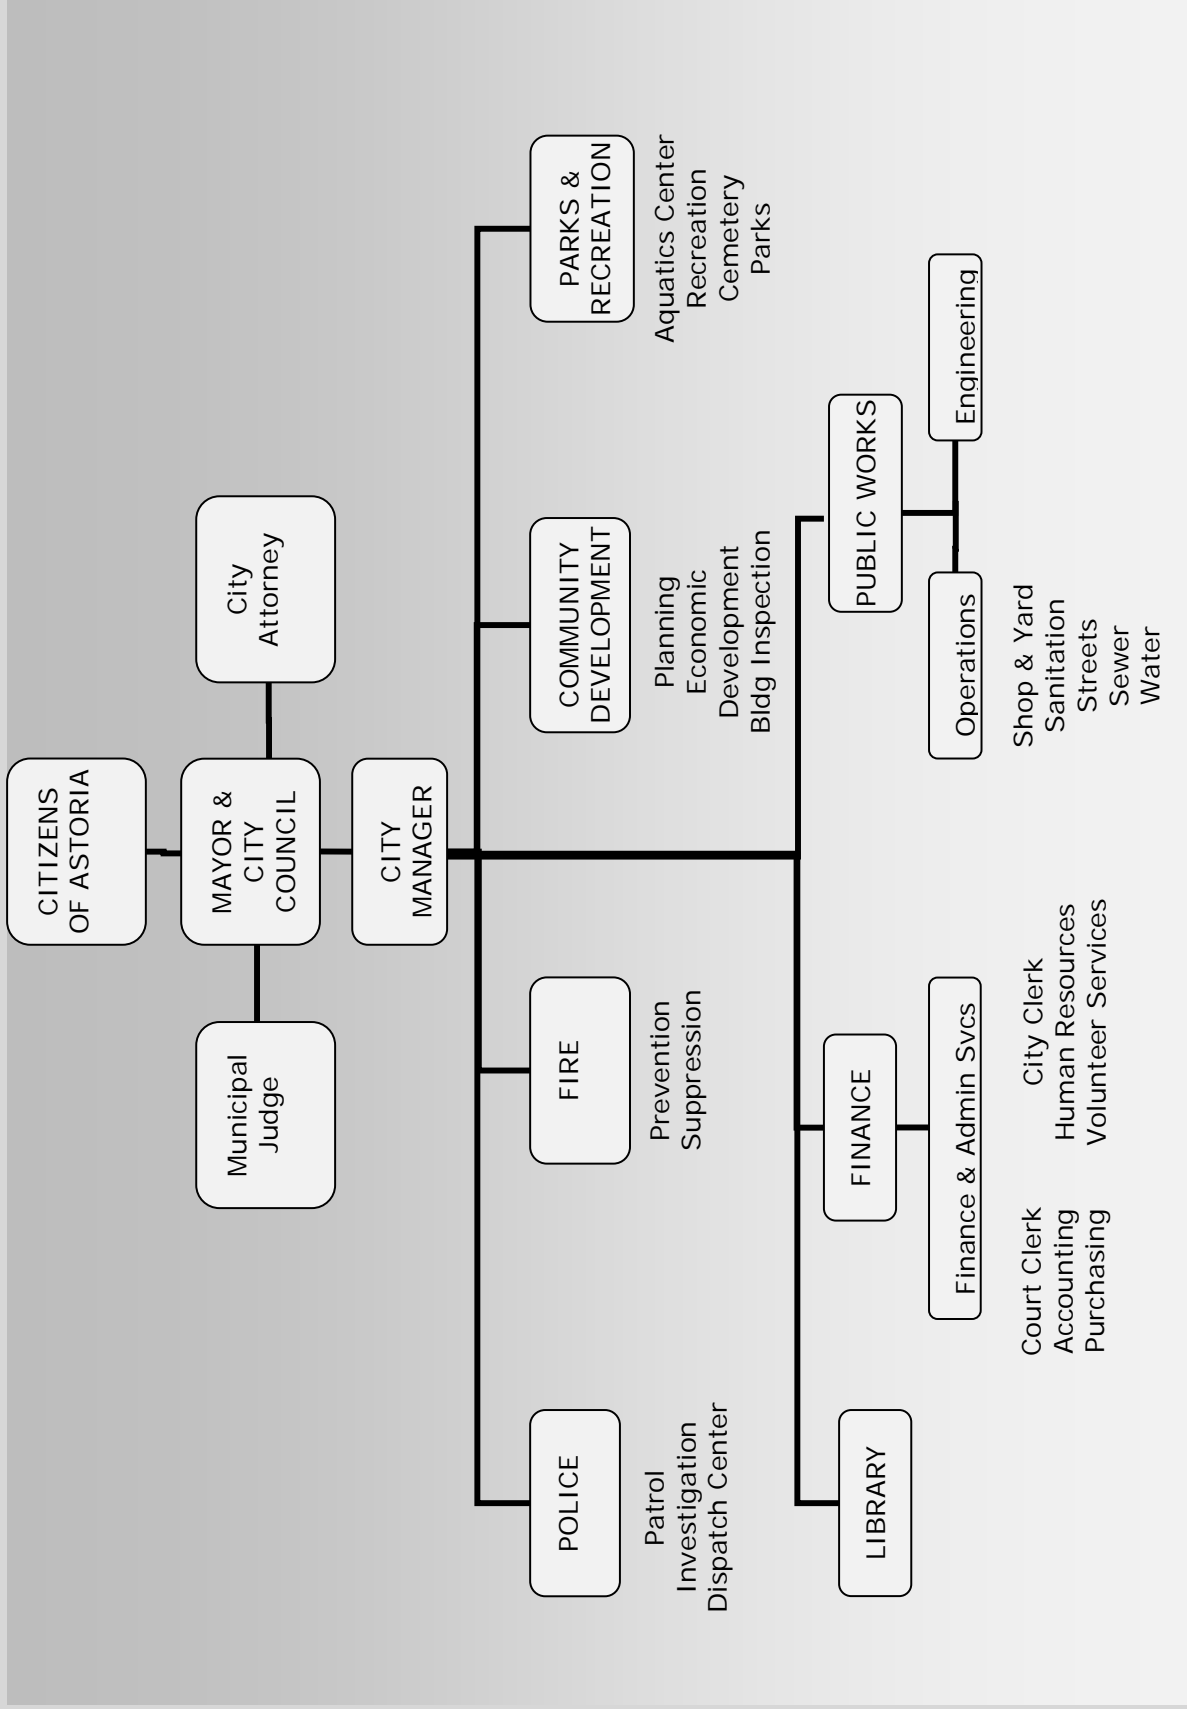 CITIZENS
OF ASTORIA
Municipal
Judge
MAYOR &
CITY
COUNCIL
City
Attorney
CITY
MANAGER
POLICE
Patrol
Investigation
Dispatch Center
FIRE
Prevention
Suppression
COMMUNITY
DEVELOPMENT
Planning
Economic
Development
Bldg Inspection
PARKS &
RECREATION
Aquatics Center
Recreation
Cemetery
Parks
LIBRARY
FINANCE
Finance & Admin Svcs
Court Clerk
Accounting
Purchasing
City Clerk
Human Resources
Volunteer Services
PUBLIC WORKS
Operations
Shop & Yard
Sanitation
Streets
Sewer
Water
Engineering